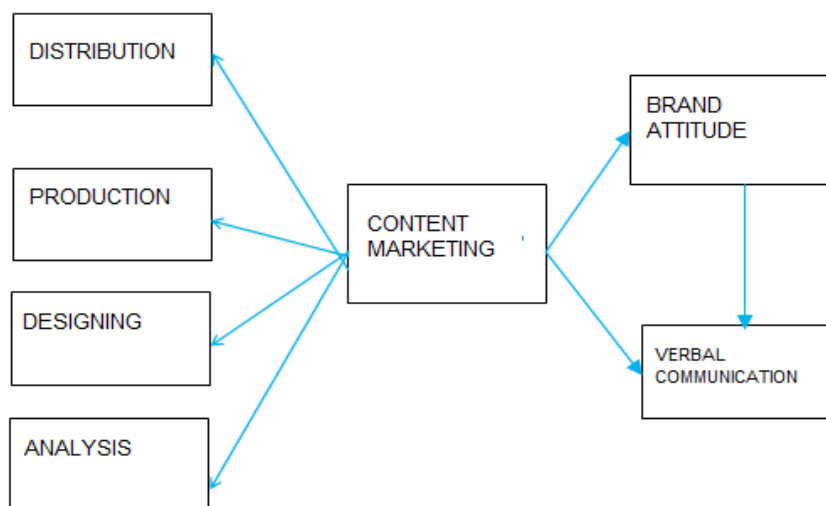 DISTRIBUTION
PRODUCTION
DESIGNING
ANALYSIS
CONTENT
MARKETING
BRAND
ATTITUDE
VERBAL
COMMUNICATION